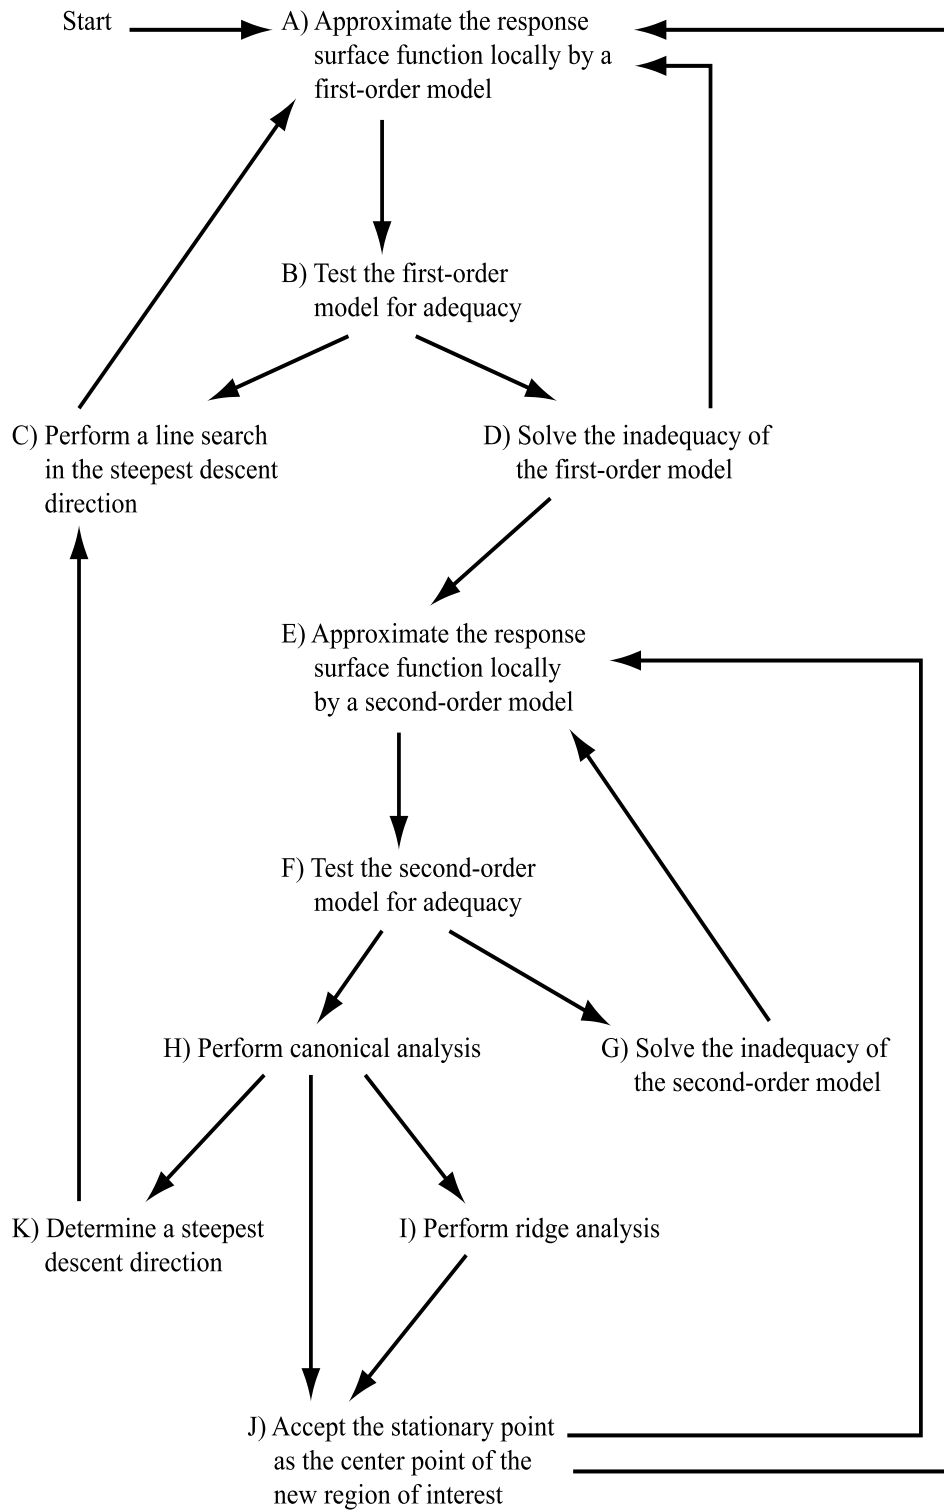 Start
A) Approximate the response
surface function locally by a
first-order model
B) Test the first-order
model for adequacy
C) Perform a line search
in the steepest descent
direction
D) Solve the inadequacy of
the first-order model
E) Approximate the response
surface function locally
by a second-order model
F) Test the second-order
model for adequacy
H) Perform canonical analysis
G) Solve the inadequacy of
the second-order model
K) Determine a steepest
descent direction
I) Perform ridge analysis
J) Accept the stationary point
as the center point of the
new region of interest